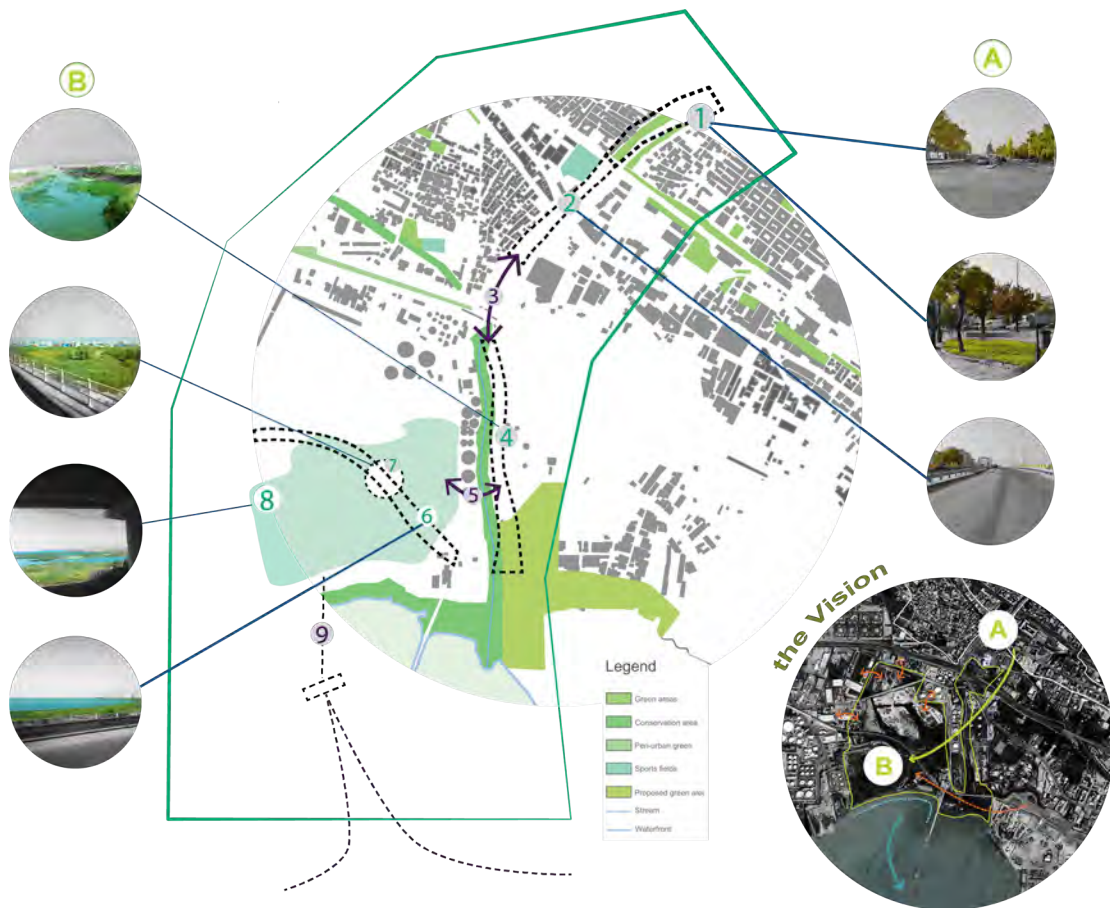 B
A
1
2
3
4
5
6
7
8
9
Legend
Green areas
Conservation area
Peri-urban green
Sports fields
Proposed green area
Stream
Waterfront
the Vision
A
B